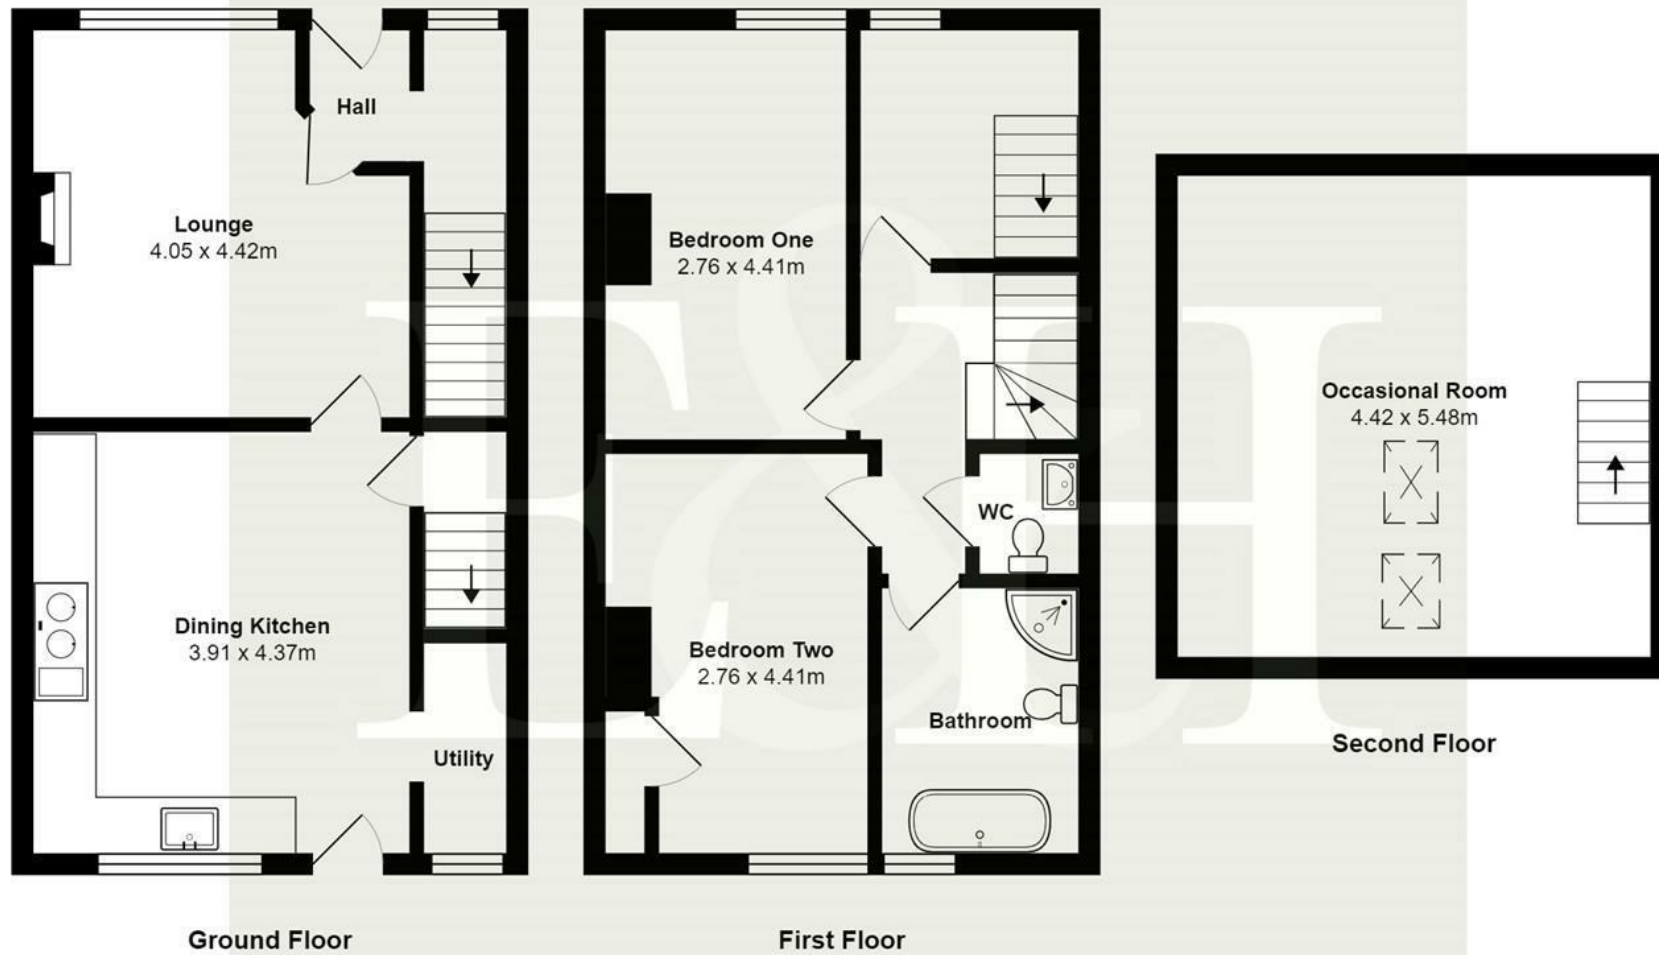 Hall
Lounge
4.05 x 4.42m
Dining Kitchen
3.91 x 4.37m
Utility
Ground Floor
Bedroom One
2.76 x 4.41m
WC
Bedroom Two
2.76 x 4.41m
Bathroom
First Floor
Occasional Room
4.42 x 5.48m
Second Floor
E&H